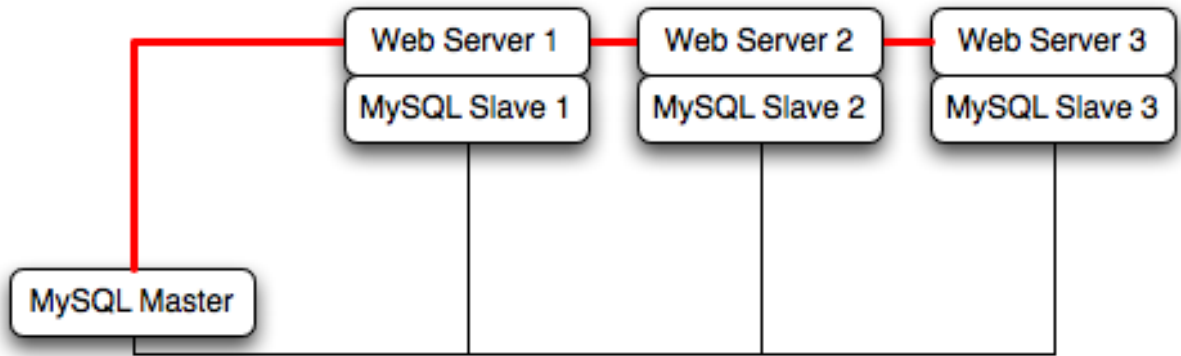 Web Server 1
Web Server 2
Web Server 3
MySQL Slave 1
MySQL Slave 2
MySQL Slave 3
MySQL Master